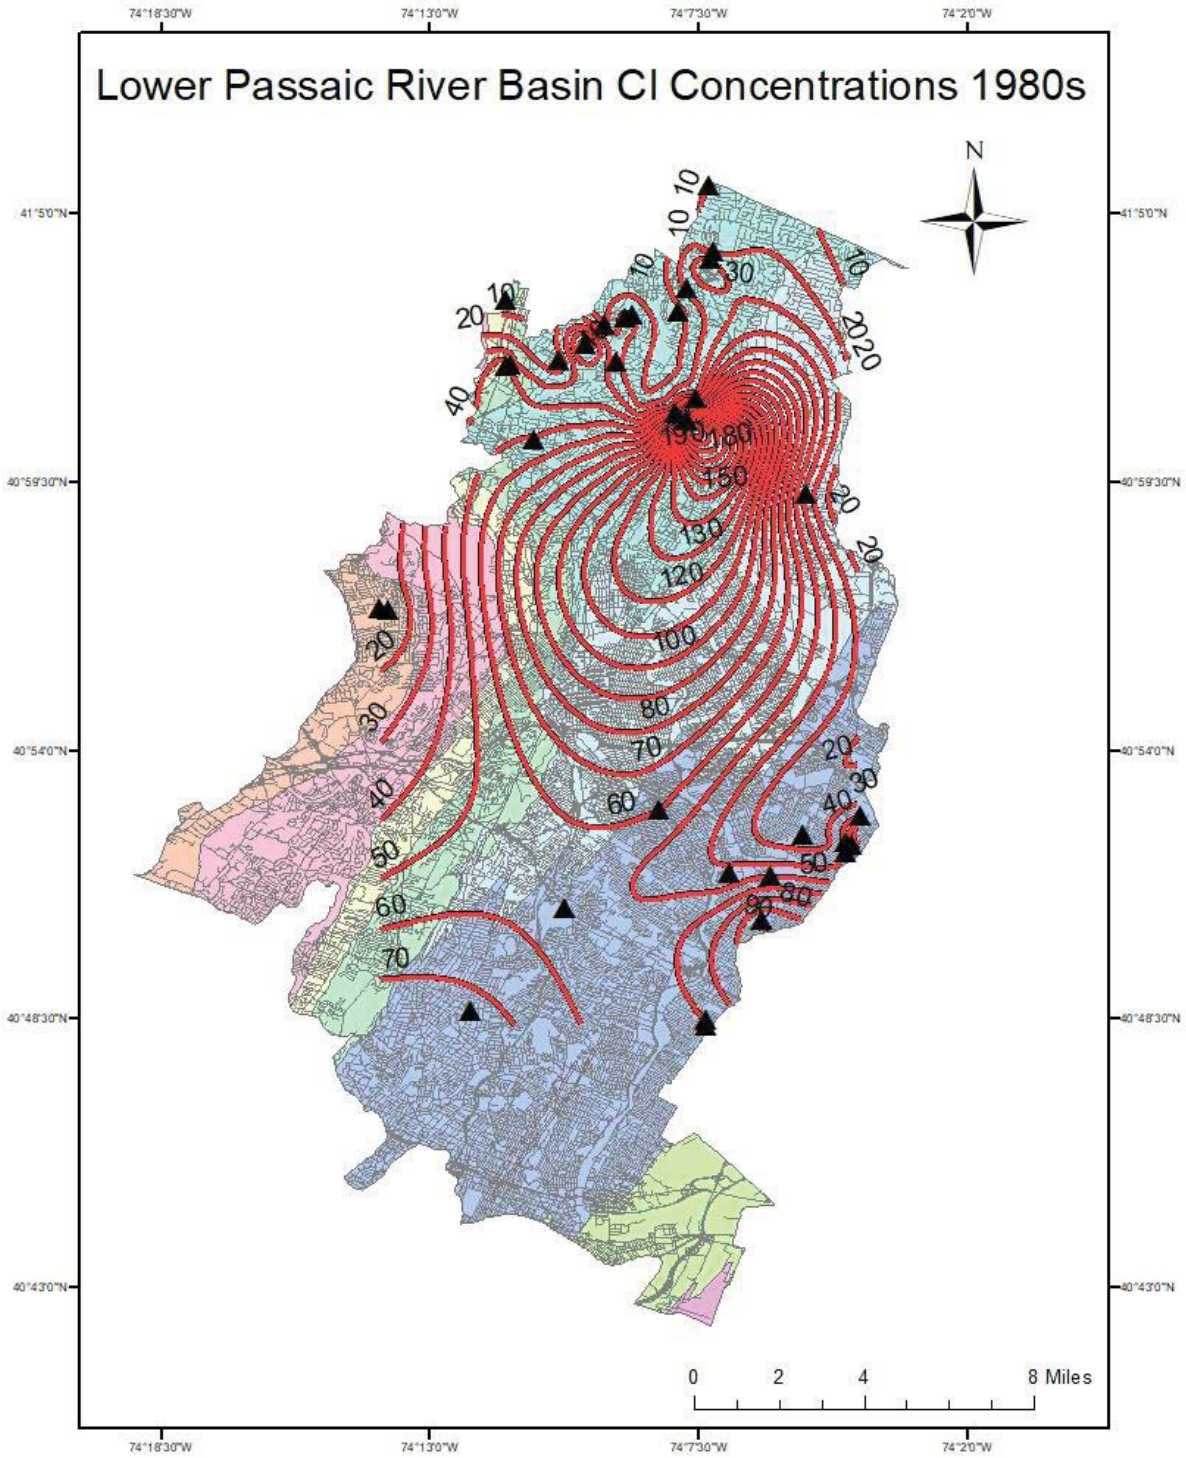 74°18'30"W 74°13'0"W 74°7'30"W 74°2'0"W
Lower Passaic River Basin Cl Concentrations 1980s
N
10
41°5'0"N 41°5'0"N
10
10 30 10
10
20 20
20
40
190 180
40°59'30"N 150 40°59'30"N
20
130
20
120
20 100
80
30
70
40°54'0"N 20 40°54'0"N
40 60 40 30
50 50
60 90 80
70
40°48'30"N 40°48'30"N
40°43'0"N 40°43'0"N
0 2 4 8 Miles
74°18'30"W 74°13'0"W 74°7'30"W 74°2'0"W